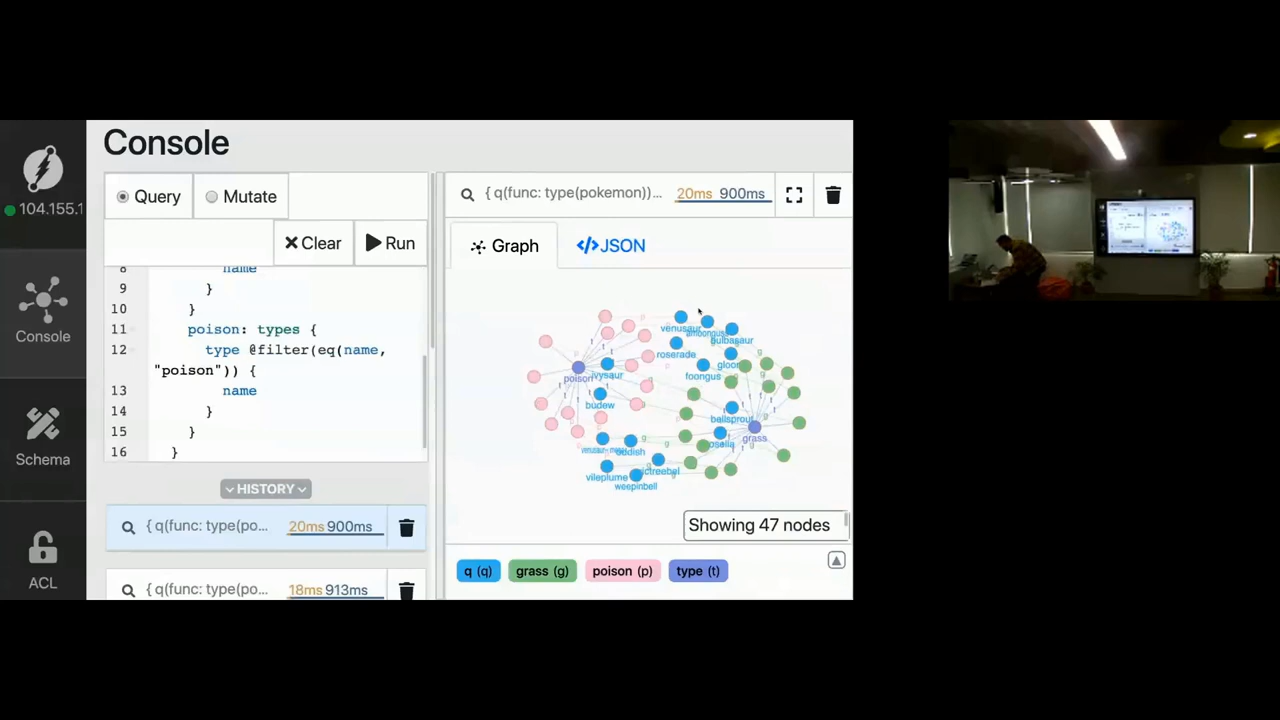 Console
104.155.1
Console
Schema
ACL
Query
Mutate
Clear
Run
8 name
9 }
10 }
11 poison: types {
12 type @filter(eq(name,
"poison")) {
13 name
14 }
15 }
16 }
HISTORY
{ q(func: type(po... 20ms 900ms
{ q(func: type(po... 18ms 913ms
{ q(func: type(pokemon))... 20ms 900ms
Graph
JSON
venusaur
amoonguss
bulbasaur
roserade
gloom
foongus
poison
ivysaur
budew
bellsprout
grass
oddish
vileplume
weepinbell
Showing 47 nodes
q (q)
grass (g)
poison (p)
type (t)